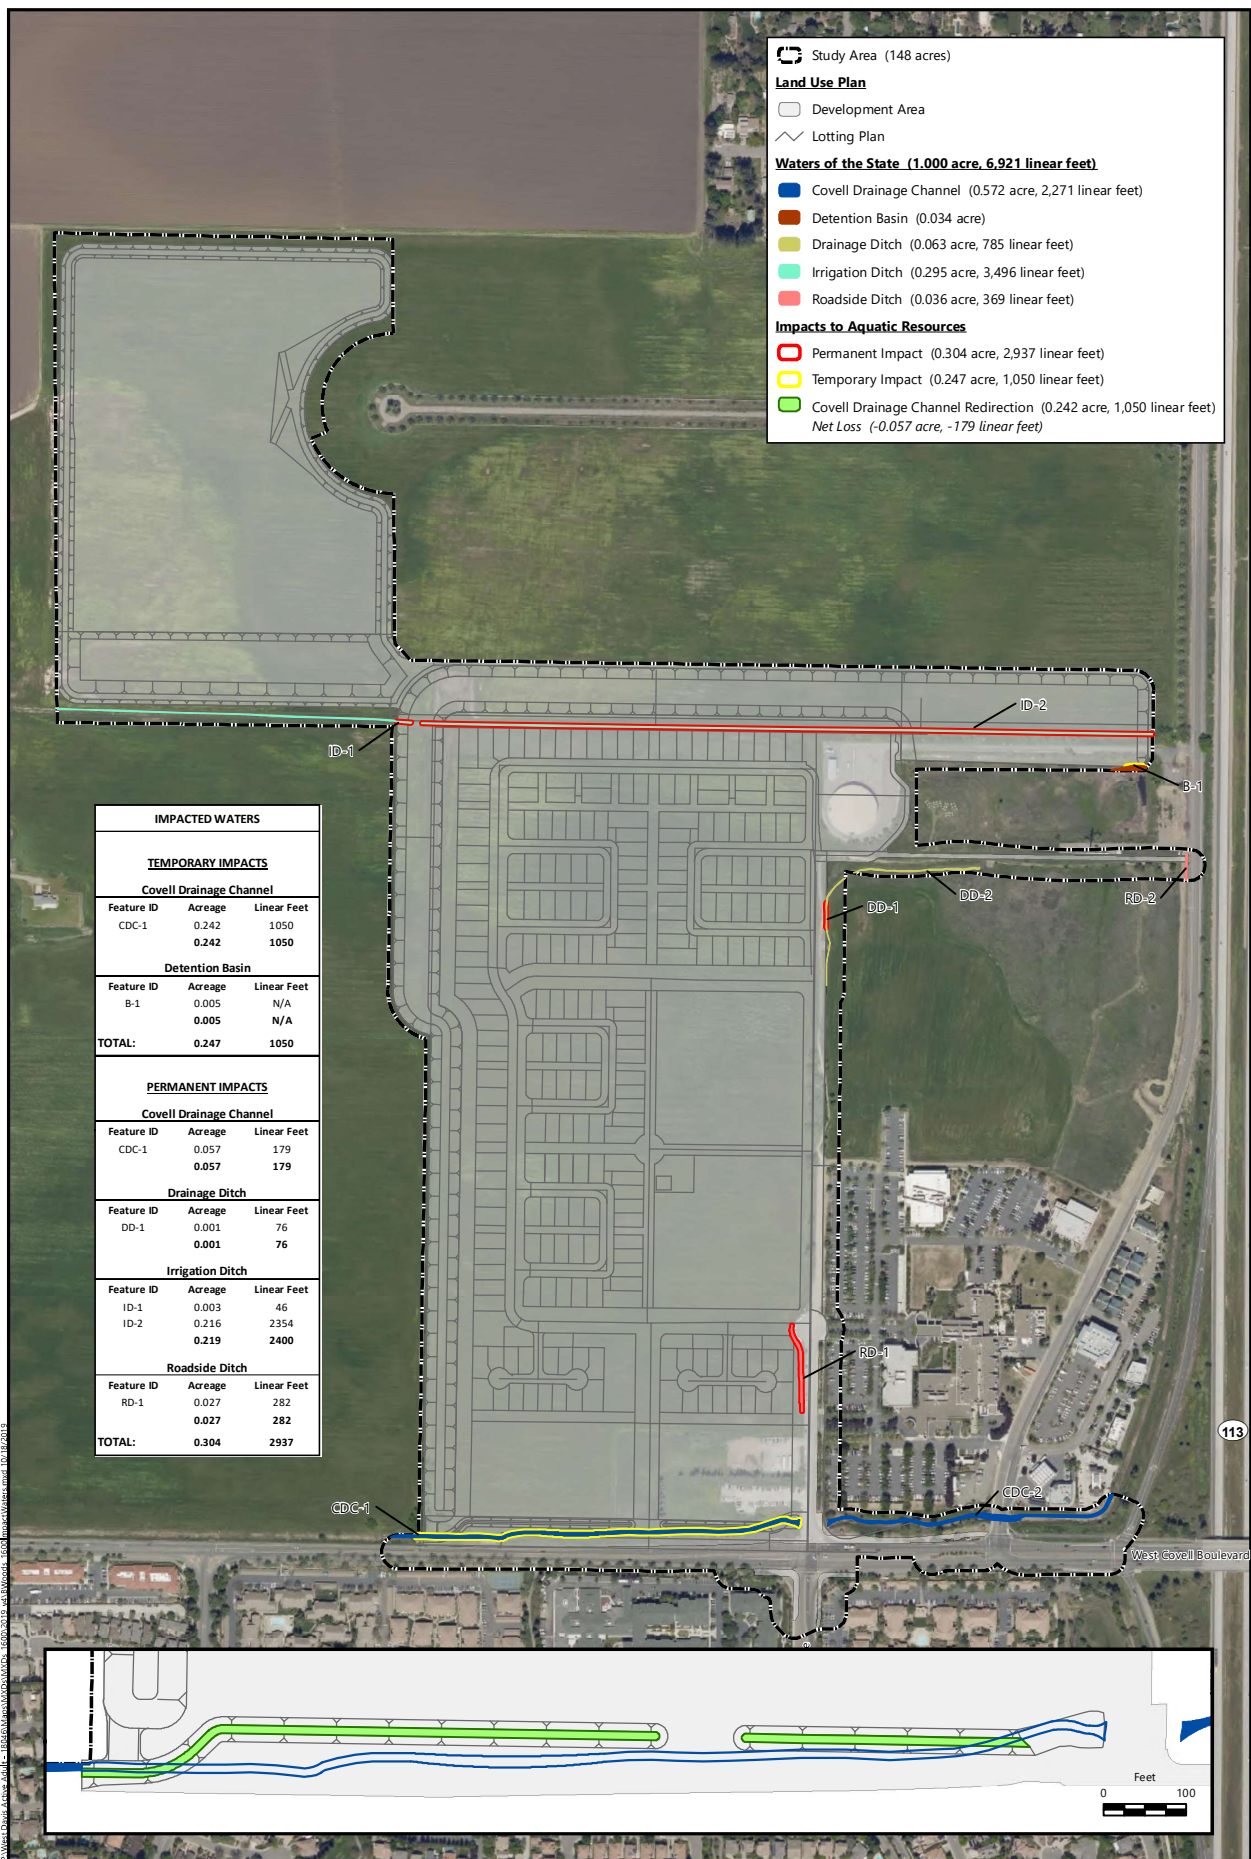 Study Area (148 acres)
Land Use Plan
Development Area
Lotting Plan
Waters of the State (1.000 acre, 6,921 linear feet)
Covell Drainage Channel (0.572 acre, 2,271 linear feet)
Detention Basin (0.034 acre)
Drainage Ditch (0.063 acre, 785 linear feet)
Irrigation Ditch (0.295 acre, 3,496 linear feet)
Roadside Ditch (0.036 acre, 369 linear feet)
Impacts to Aquatic Resources
Permanent Impact (0.304 acre, 2,937 linear feet)
Temporary Impact (0.247 acre, 1,050 linear feet)
Covell Drainage Channel Redirection (0.242 acre, 1,050 linear feet)
Net Loss (-0.057 acre, -179 linear feet)
ID-2
ID-1
B-1
DD-2
RD-2
DD-1
IMPACTED WATERS
TEMPORARY IMPACTS
Covell Drainage Channel
Feature ID Acreage Linear Feet
CDC-1 0.242 1050
0.242 1050
Detention Basin
Feature ID Acreage Linear Feet
B-1 0.005 N/A
0.005 N/A
TOTAL: 0.247 1050
PERMANENT IMPACTS
Covell Drainage Channel
Feature ID Acreage Linear Feet
CDC-1 0.057 179
0.057 179
Drainage Ditch
Feature ID Acreage Linear Feet
DD-1 0.001 76
0.001 76
Irrigation Ditch
Feature ID Acreage Linear Feet
ID-1 0.003 46
ID-2 0.216 2354
0.219 2400
Roadside Ditch
Feature ID Acreage Linear Feet
RD-1 0.027 282
0.027 282
TOTAL: 0.304 2937
RD-1
113
CDC-1
CDC-2
West Covell Boulevard
Feet
0 100